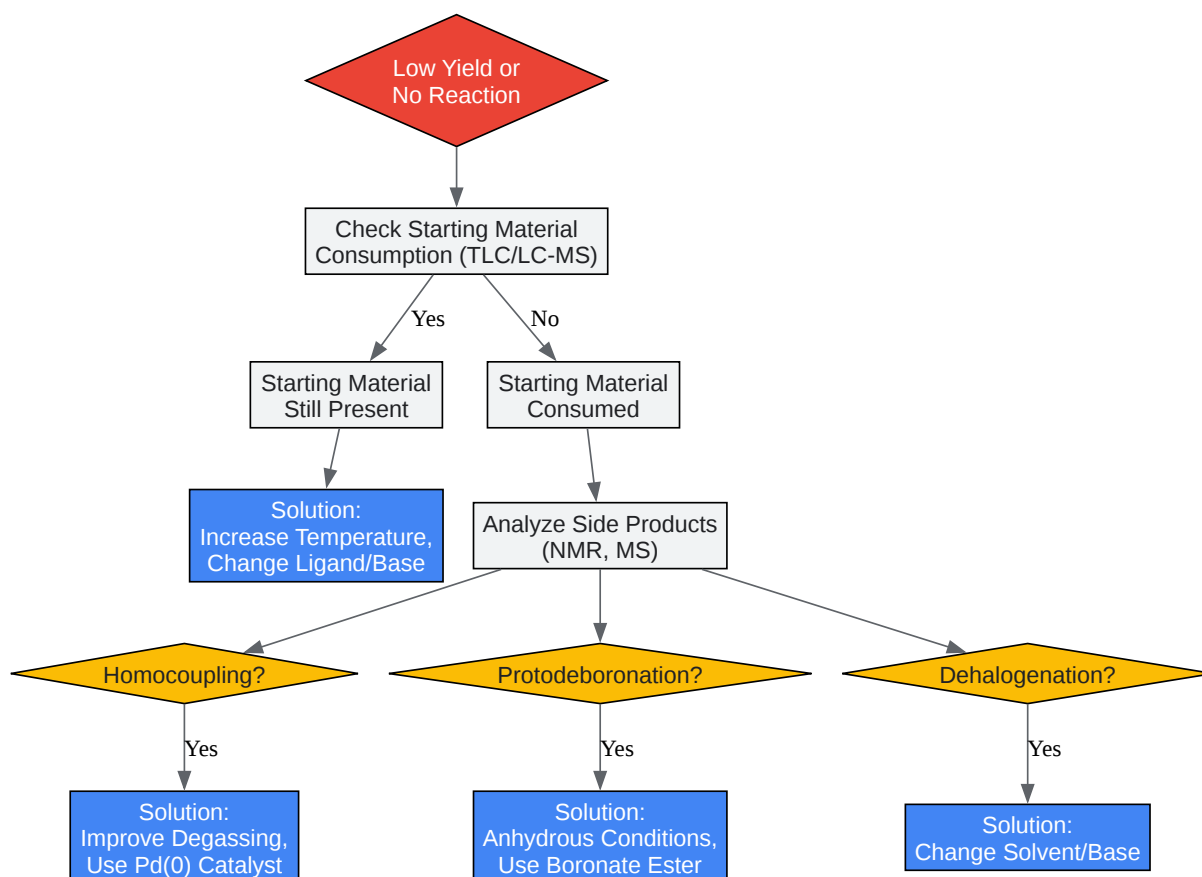 Low Yield or
No Reaction
Check Starting Material
Consumption (TLC/LC-MS)
Yes
No
Starting Material
Still Present
Starting Material
Consumed
Solution:
Increase Temperature,
Change Ligand/Base
Analyze Side Products
(NMR, MS)
Homocoupling?
Protodeboronation?
Dehalogenation?
Yes
Yes
Yes
Solution:
Improve Degassing,
Use Pd(0) Catalyst
Solution:
Anhydrous Conditions,
Use Boronate Ester
Solution:
Change Solvent/Base